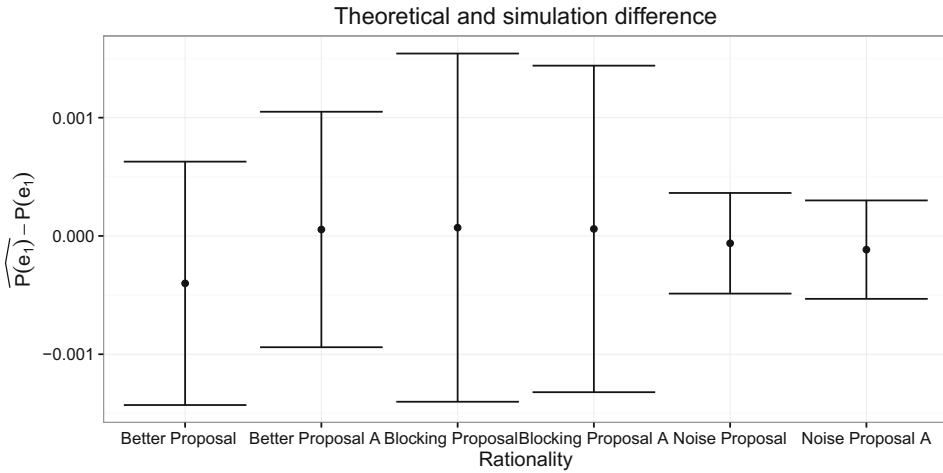 Theoretical and simulation difference
0.001
0.000
−0.001
P(e₁) − P(e₁)
Better Proposal Better Proposal A Blocking Proposal Blocking Proposal A Noise Proposal Noise Proposal A
Rationality